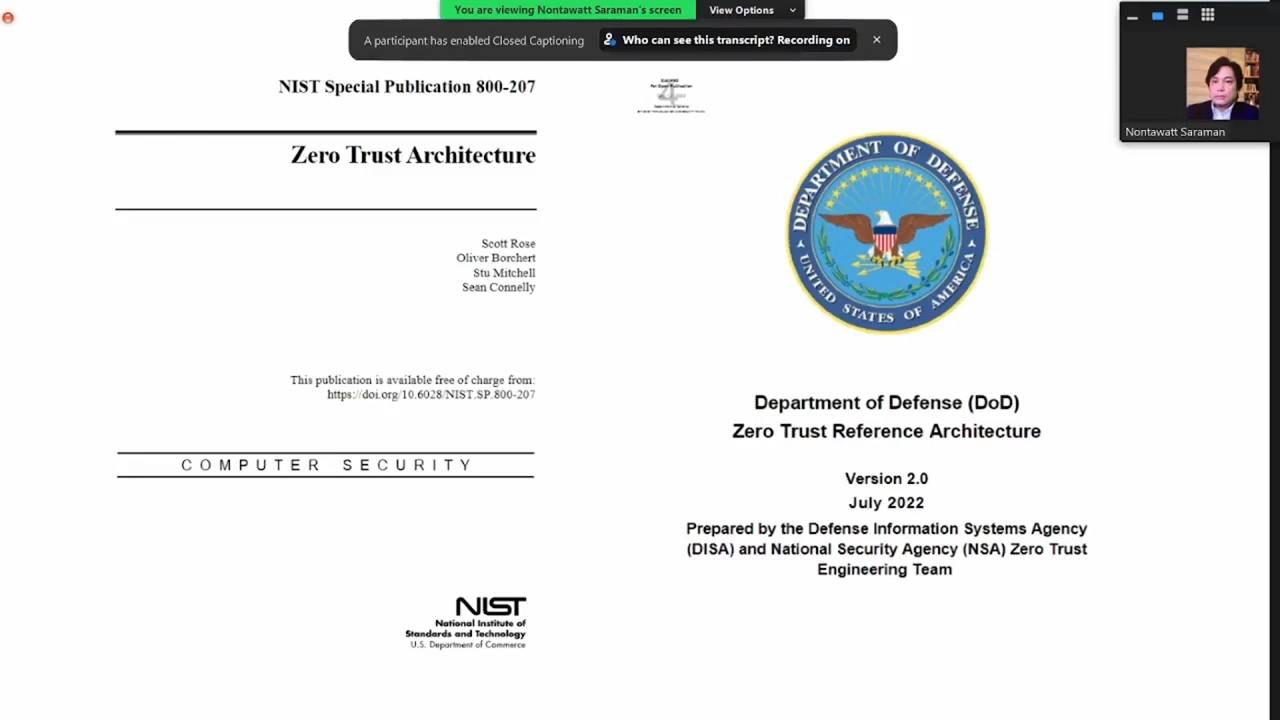 You are viewing Nontawatt Saraman's screen
View Options
A participant has enabled Closed Captioning
Who can see this transcript? Recording on
Nontawatt Saraman
NIST Special Publication 800-207
Zero Trust Architecture
Scott Rose
Oliver Borchert
Stu Mitchell
Sean Connelly
This publication is available free of charge from:
https://doi.org/10.6028/NIST.SP.800-207
COMPUTER SECURITY
NIST
National Institute of
Standards and Technology
U.S. Department of Commerce
For Open Publication
DEPARTMENT OF DEFENSE
UNITED STATES OF AMERICA
Department of Defense (DoD)
Zero Trust Reference Architecture
Version 2.0
July 2022
Prepared by the Defense Information Systems Agency
(DISA) and National Security Agency (NSA) Zero Trust
Engineering Team